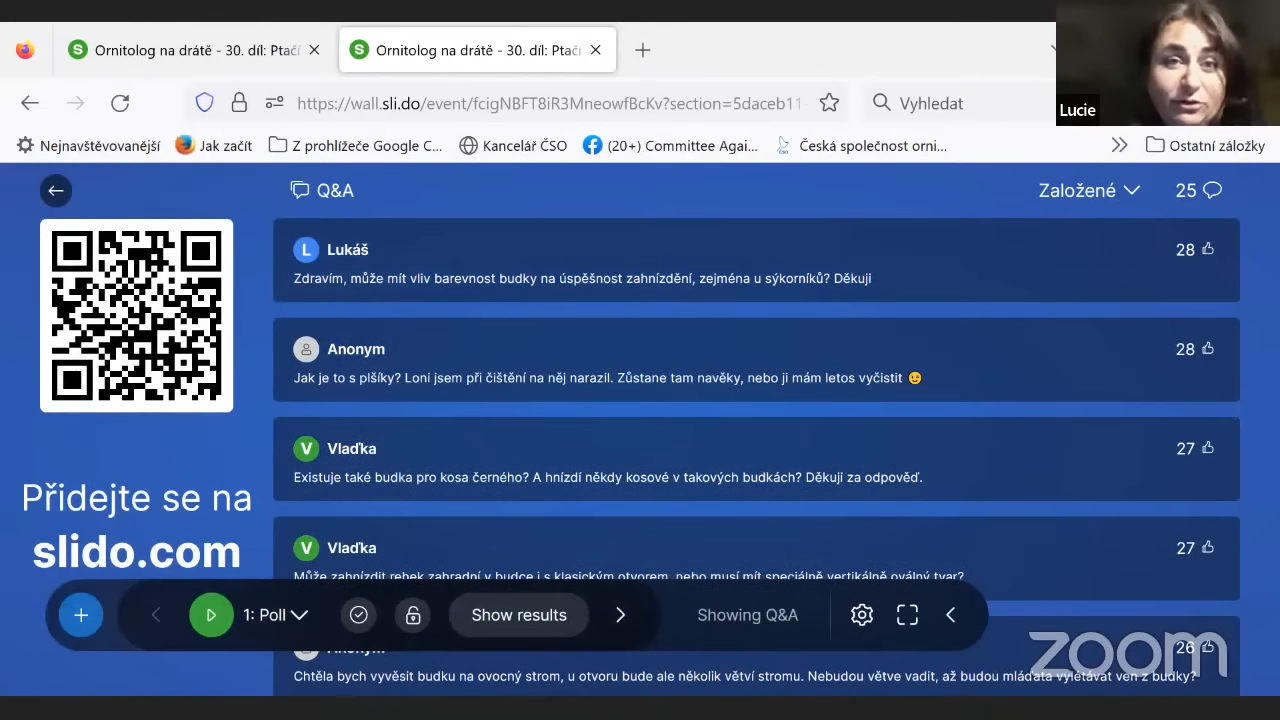 Ornitolog na drátě - 30. díl: Ptačí
Ornitolog na drátě - 30. díl: Ptačí
https://wall.sli.do/event/fcigNBFT8iR3MneowfBcKv?section=5daceb11
Vyhledat
Lucie
Nejnavštěvovanější
Jak začít
Z prohlížeče Google C...
Kancelář ČSO
(20+) Committee Agai...
Česká společnost orni...
Ostatní záložky
Q&A
Založené
25
L Lukáš
28
Zdravím, může mít vliv barevnost budky na úspěšnost zahnízdění, zejména u sýkorníků? Děkuji
Anonym
28
Jak je to s plšíky? Loni jsem při čištění na něj narazil. Zůstane tam navěky, nebo ji mám letos vyčistit 😉
V Vlaďka
27
Existuje také budka pro kosa černého? A hnízdí někdy kosové v takových budkách? Děkuji za odpověď.
V Vlaďka
27
Může zahnízdit rehek zahradní v budce i s klasickým otvorem, nebo musí mít speciálně vertikálně oválný tvar?
Anonym
26
Chtěla bych vyvěsit budku na ovocný strom, u otvoru bude ale několik větví stromu. Nebudou větve vadit, až budou mláďata vylétávat ven z budky?
Přidejte se na
slido.com
1: Poll
Show results
Showing Q&A
zoom